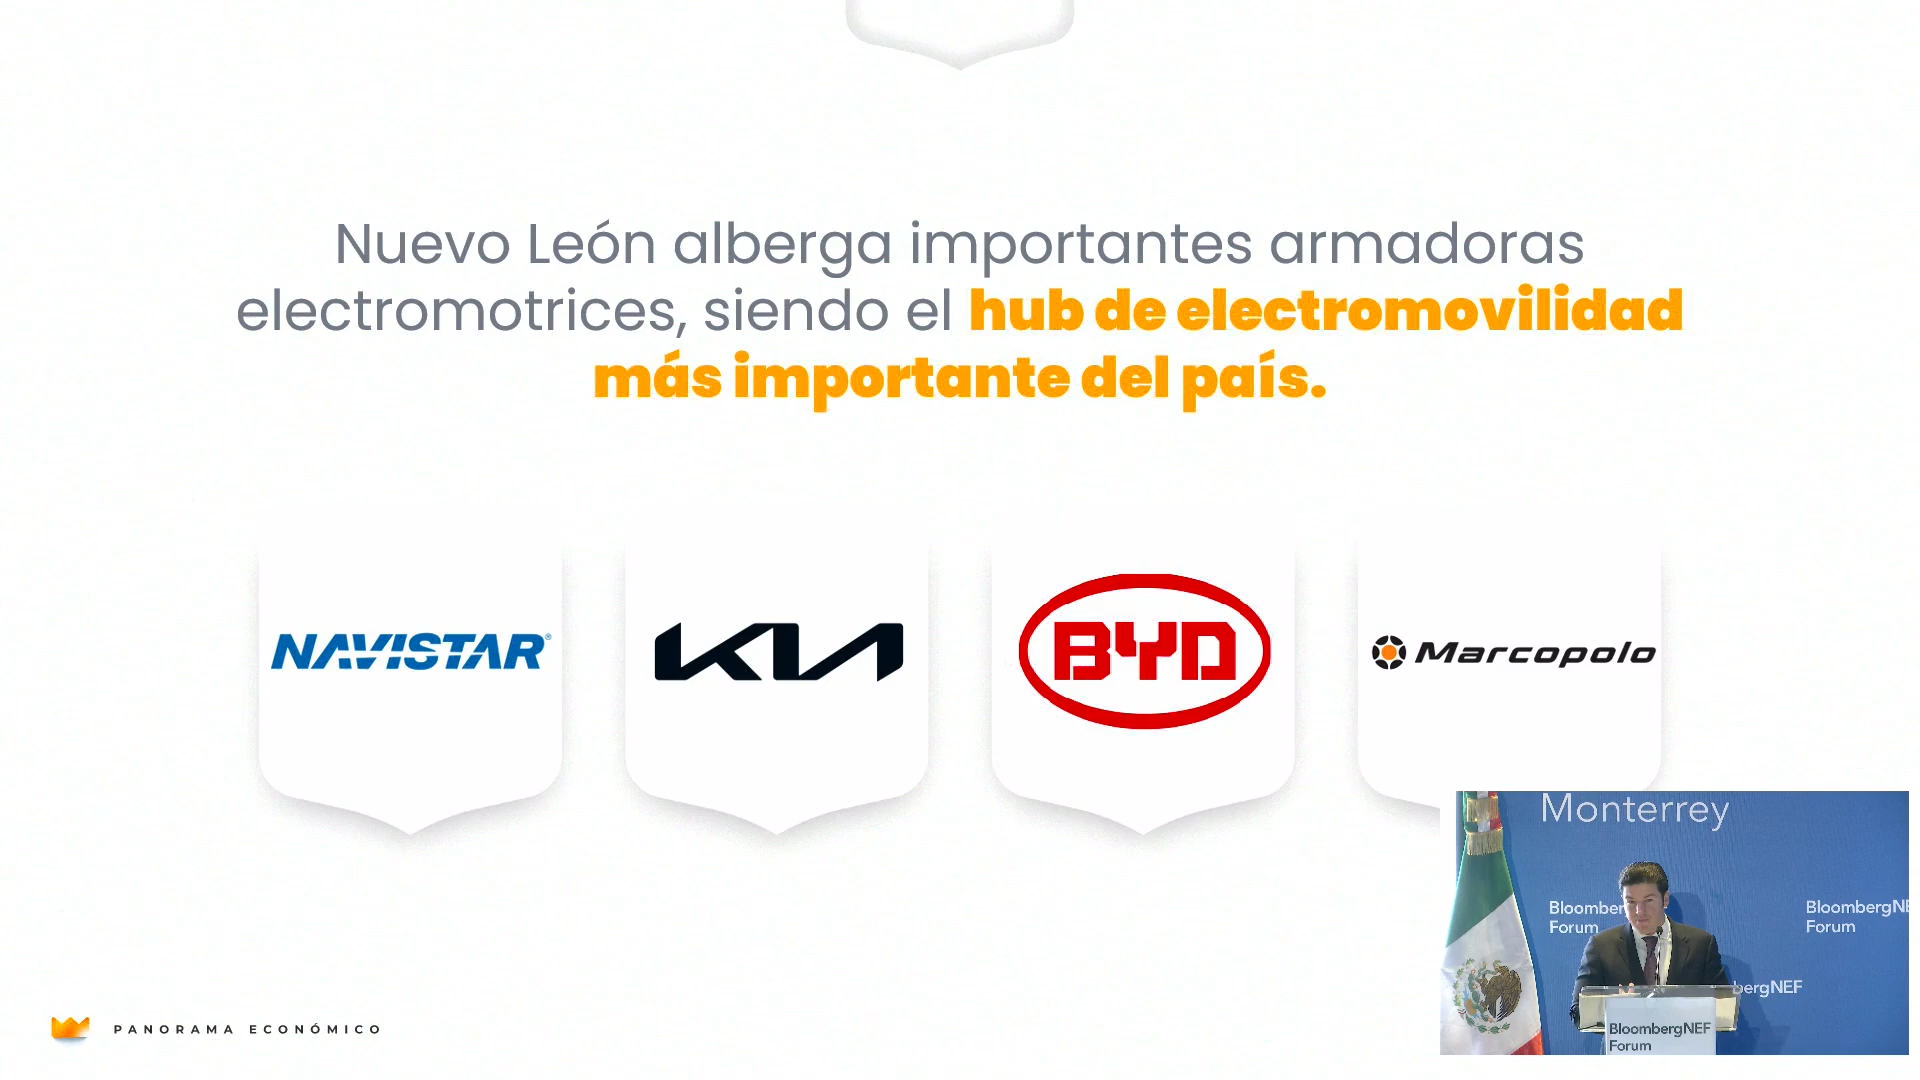 Nuevo León alberga importantes armadoras
electromotrices, siendo el hub de electromovilidad
más importante del país.
NAVISTAR®
KIA
BYD
Marcopolo
Monterrey
Bloomber
Forum
BloombergNE
Forum
bergNEF
BloombergNEF
Forum
PANORAMA ECONÓMICO